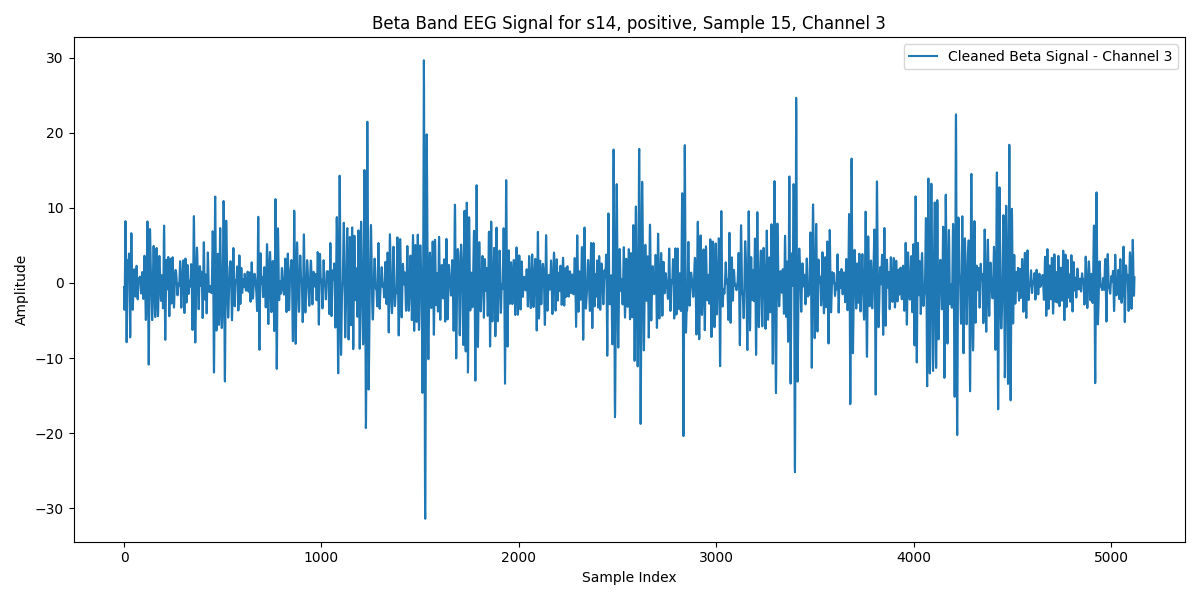 Beta Band EEG Signal for s14, positive, Sample 15, Channel 3
Cleaned Beta Signal - Channel 3
Amplitude
30
20
10
0
−10
−20
−30
0 1000 2000 3000 4000 5000
Sample Index